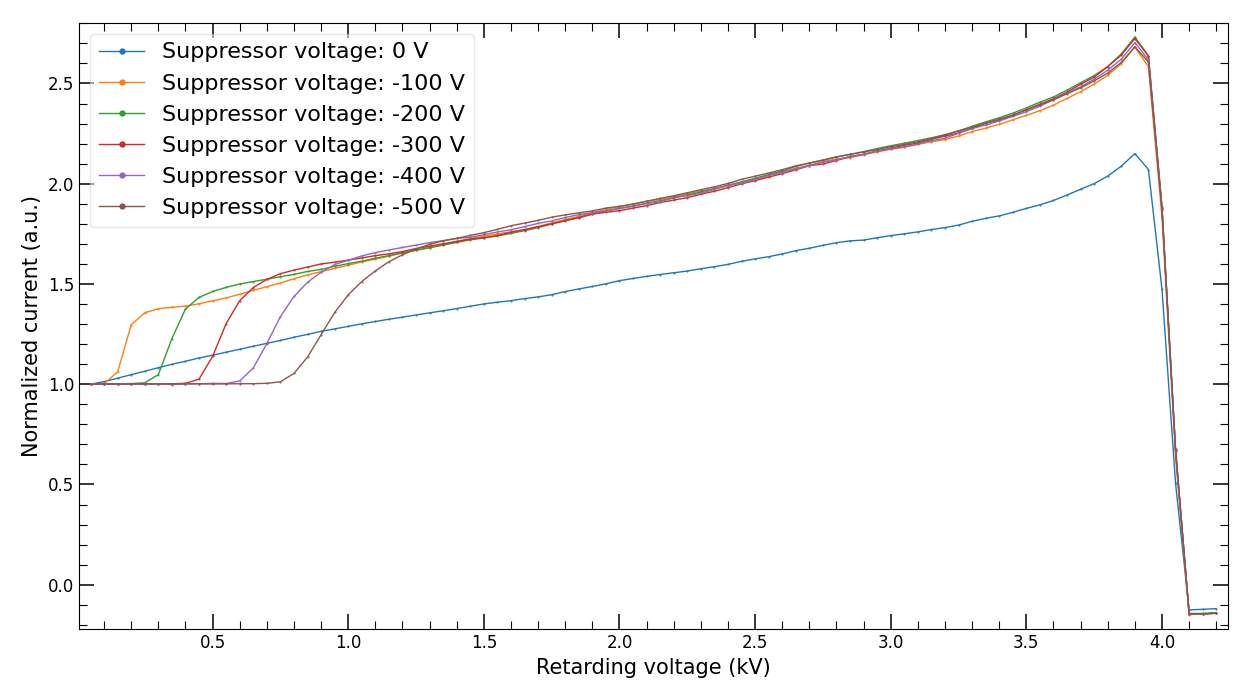 Suppressor voltage: 0 V
Suppressor voltage: -100 V
Suppressor voltage: -200 V
Suppressor voltage: -300 V
Suppressor voltage: -400 V
Suppressor voltage: -500 V
Normalized current (a.u.)
2.5
2.0
1.5
1.0
0.5
0.0
0.5 1.0 1.5 2.0 2.5 3.0 3.5 4.0
Retarding voltage (kV)